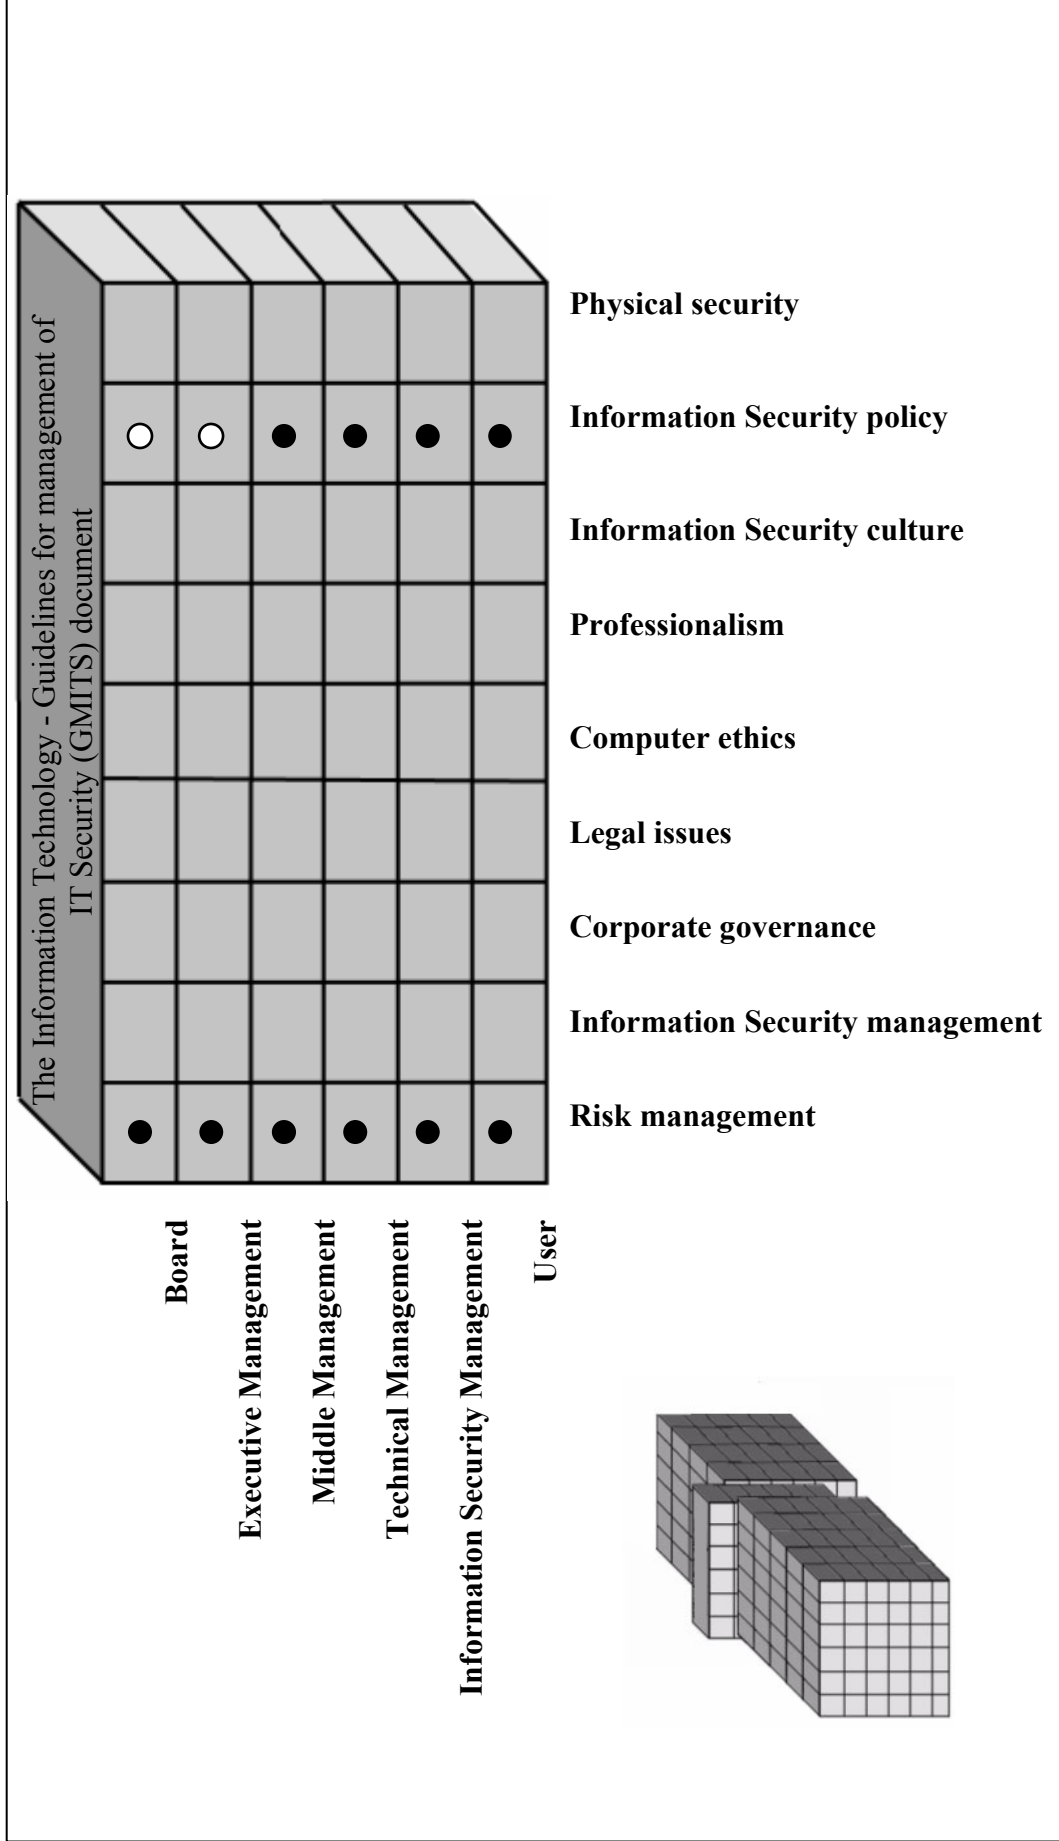 The Information Technology - Guidelines for management of
IT Security (GMITS) document
Physical security
Information Security policy
Information Security culture
Professionalism
Computer ethics
Legal issues
Corporate governance
Information Security management
Risk management
Board
Executive Management
Middle Management
Technical Management
Information Security Management
User